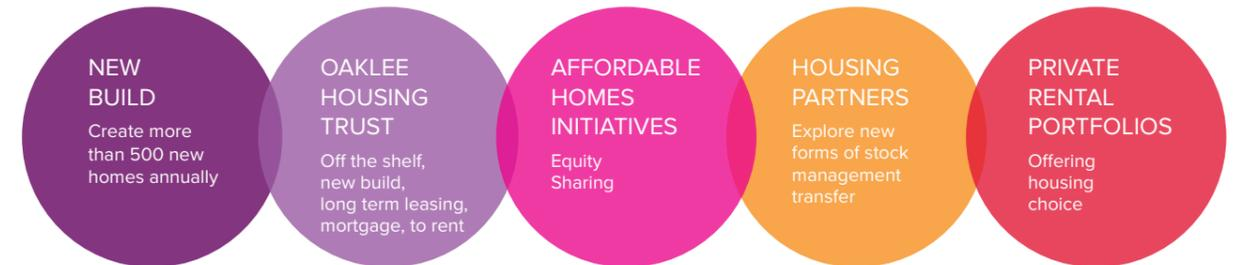 NEW
BUILD
Create more
than 500 new
homes annually
OAKLEE
HOUSING
TRUST
Off the shelf,
new build,
long term leasing,
mortgage, to rent
AFFORDABLE
HOMES
INITIATIVES
Equity
Sharing
HOUSING
PARTNERS
Explore new
forms of stock
management
transfer
PRIVATE
RENTAL
PORTFOLIOS
Offering
housing
choice